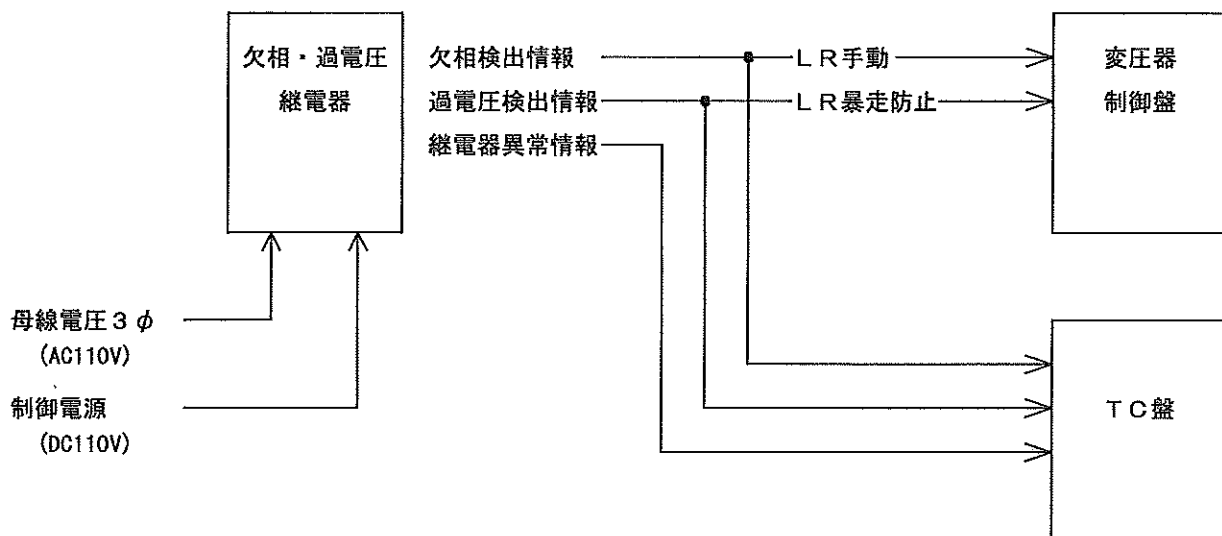 欠相・過電圧
継電器
欠相検出情報
LR手動
過電圧検出情報
LR暴走防止
継電器異常情報
変圧器
制御盤
母線電圧3φ
(AC110V)
制御電源
(DC110V)
TC盤